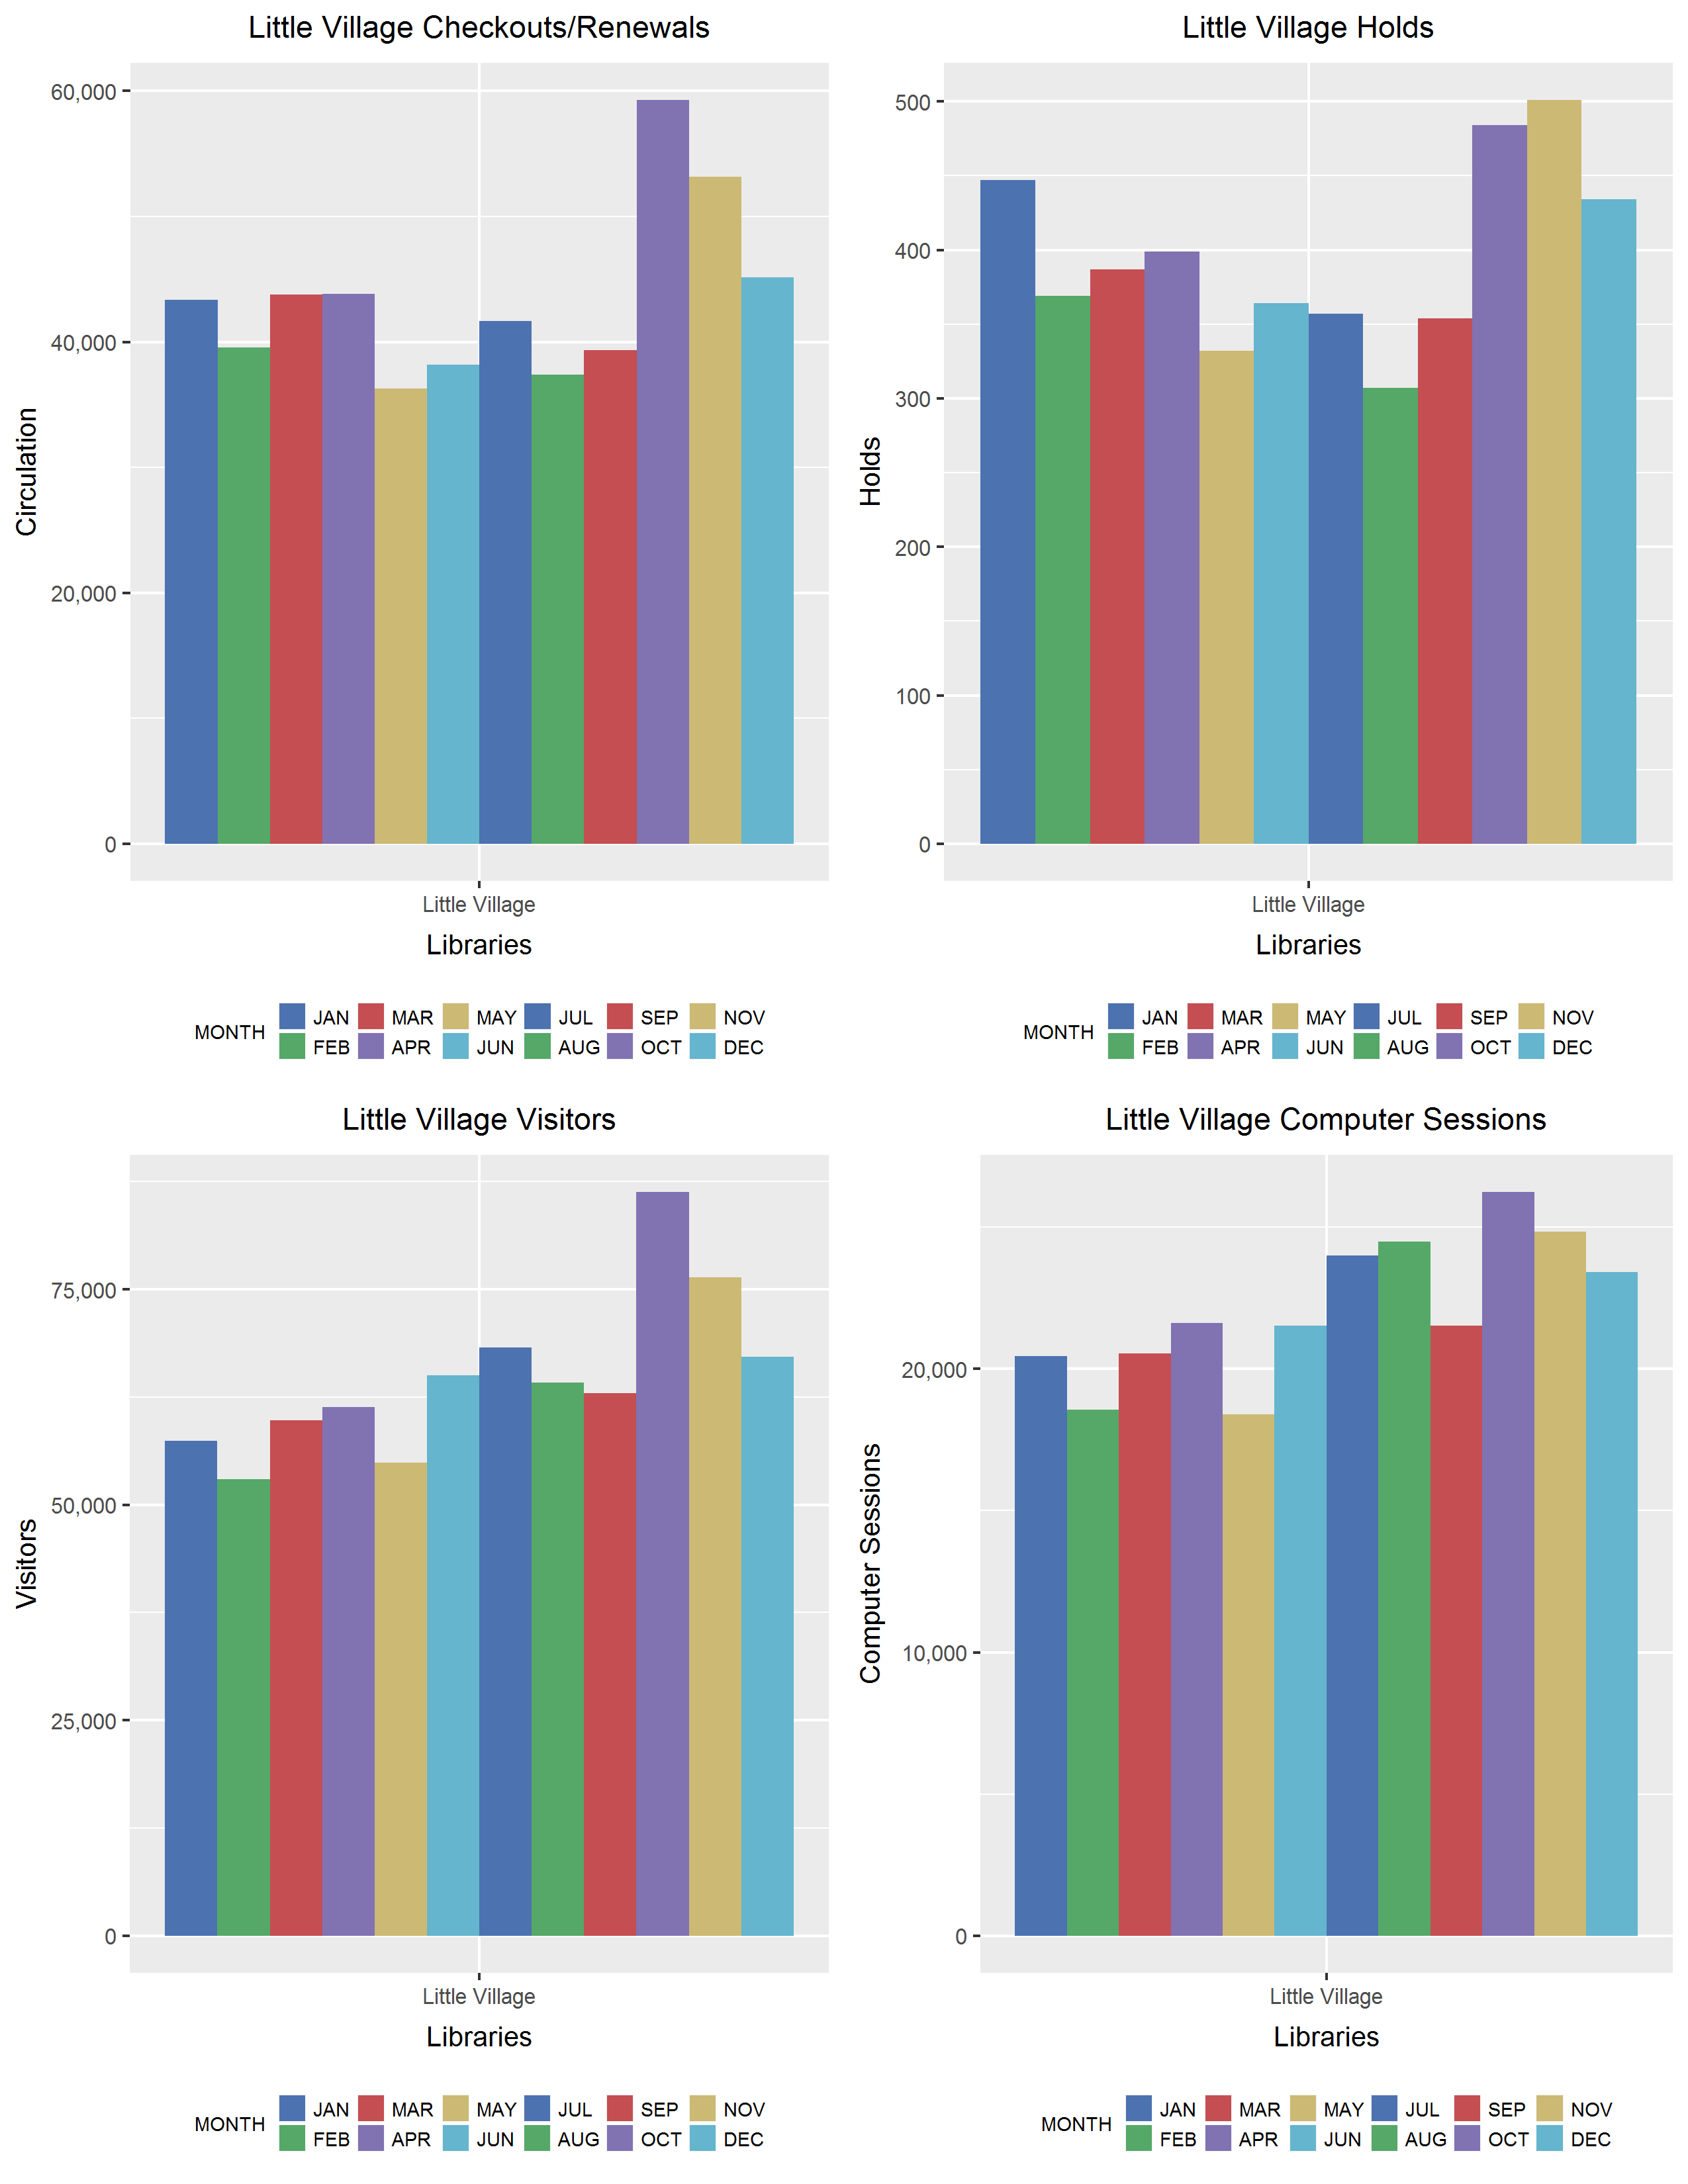 Little Village Checkouts/Renewals
60,000
40,000
20,000
0
Circulation
Little Village
Libraries
MONTH
JAN MAR MAY JUL SEP NOV
FEB APR JUN AUG OCT DEC
Little Village Holds
500
400
300
200
100
0
Holds
Little Village
Libraries
MONTH
JAN MAR MAY JUL SEP NOV
FEB APR JUN AUG OCT DEC
Little Village Visitors
75,000
50,000
25,000
0
Visitors
Little Village
Libraries
MONTH
JAN MAR MAY JUL SEP NOV
FEB APR JUN AUG OCT DEC
Little Village Computer Sessions
20,000
10,000
0
Computer Sessions
Little Village
Libraries
MONTH
JAN MAR MAY JUL SEP NOV
FEB APR JUN AUG OCT DEC